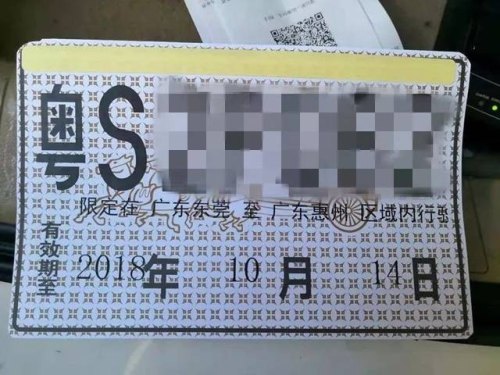 粤S
限定在 广东东莞 至 广东惠州 区域内行驶
有效期至 2018年 10月 14日